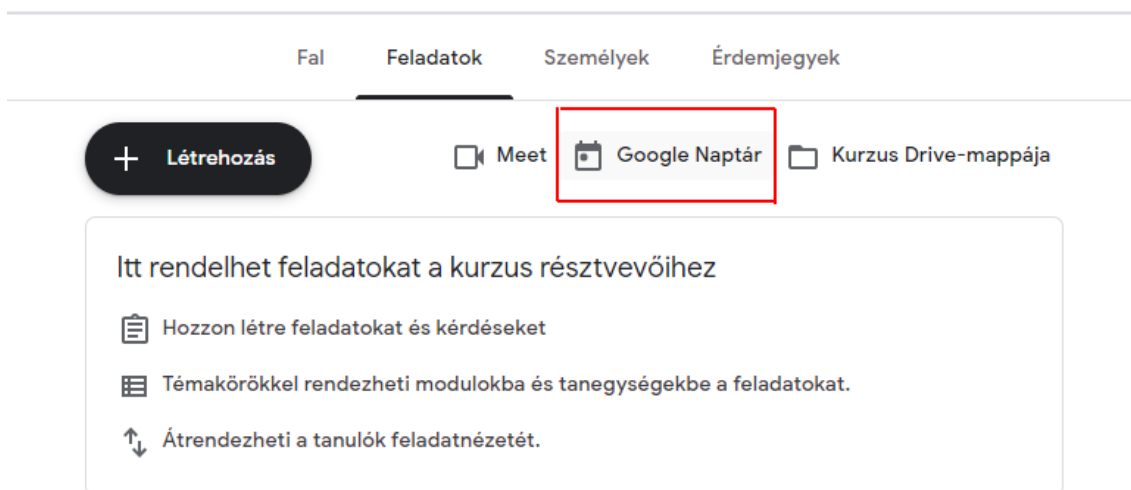 Fal Feladatok Személyek Érdemjegyek
Létrehozás Meet Google Naptár Kurzus Drive-mappája
Itt rendelhet feladatokat a kurzus résztvevőihez
Hozzon létre feladatokat és kérdéseket
Témakörökkel rendezheti modulokba és tanegységekbe a feladatokat.
Átrendezheti a tanulók feladatnézetét.